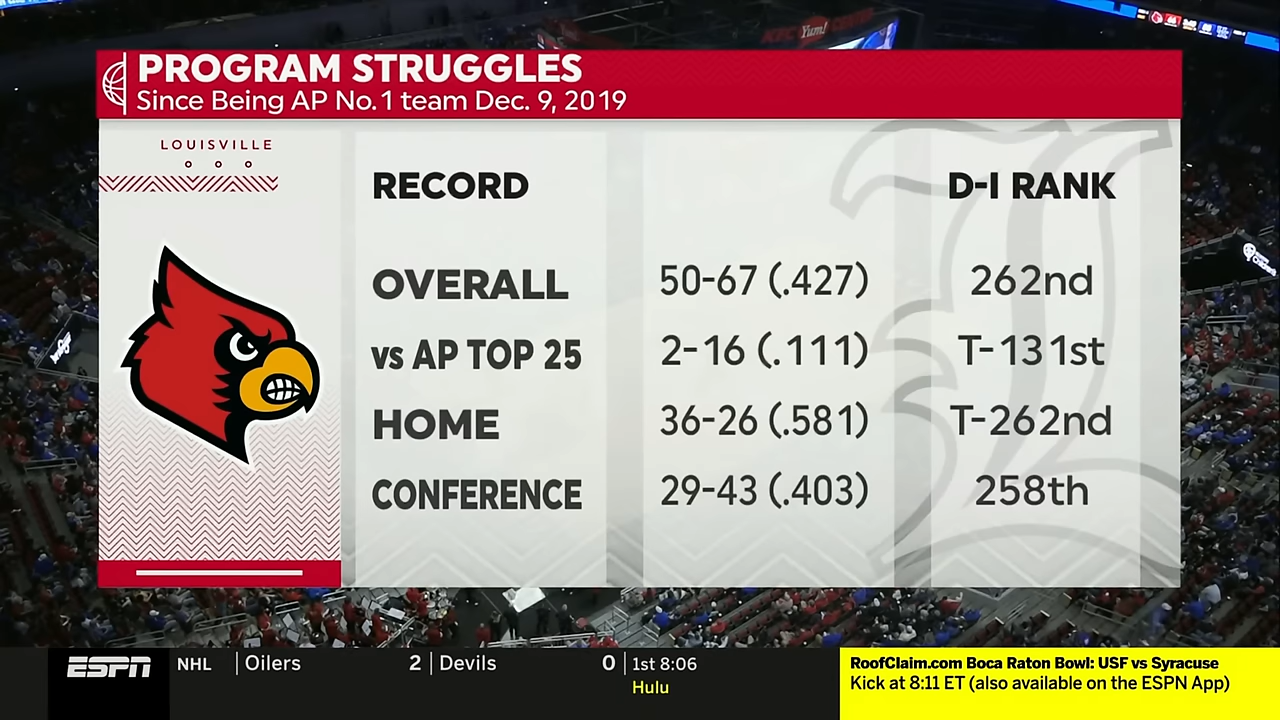 KFC Yum! CENTER
PROGRAM STRUGGLES
Since Being AP No. 1 team Dec. 9, 2019
LOUISVILLE
RECORD
D-I RANK
OVERALL 50-67 (.427) 262nd
vs AP TOP 25 2-16 (.111) T-131st
HOME 36-26 (.581) T-262nd
CONFERENCE 29-43 (.403) 258th
ESPN NHL Oilers 2 Devils 0 1st 8:06
Hulu
RoofClaim.com Boca Raton Bowl: USF vs Syracuse
Kick at 8:11 ET (also available on the ESPN App)